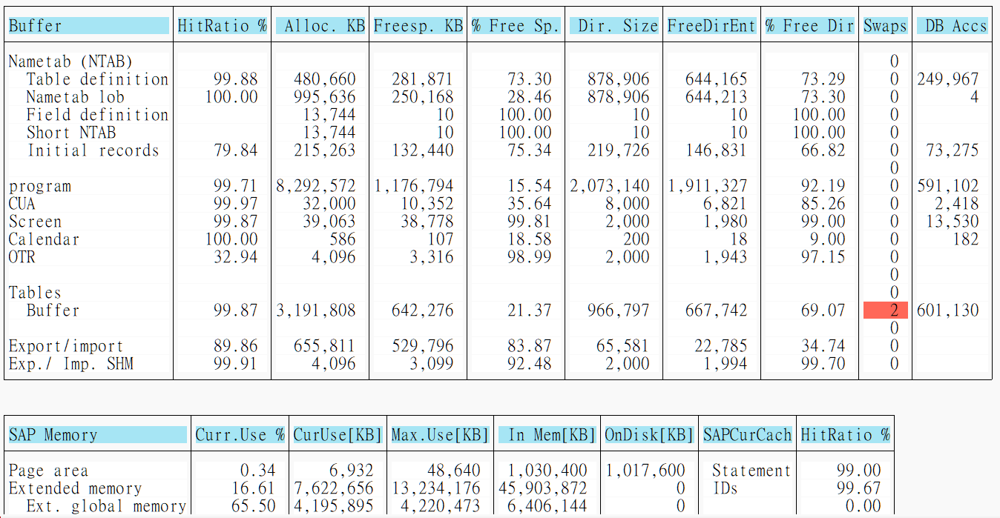 Buffer HitRatio % Alloc. KB Freesp. KB % Free Sp. Dir. Size FreeDirEnt % Free Dir Swaps DB Accs
Nametab (NTAB) 0
Table definition 99.88 480,660 281,871 73.30 878,906 644,165 73.29 0 249,967
Nametab lob 100.00 995,636 250,168 28.46 878,906 644,213 73.30 0 4
Field definition 13,744 10 100.00 10 10 100.00 0
Short NTAB 13,744 10 100.00 10 10 100.00 0
Initial records 79.84 215,263 132,440 75.34 219,726 146,831 66.82 0 73,275
0
program 99.71 8,292,572 1,176,794 15.54 2,073,140 1,911,327 92.19 0 591,102
CUA 99.97 32,000 10,352 35.64 8,000 6,821 85.26 0 2,418
Screen 99.87 39,063 38,778 99.81 2,000 1,980 99.00 0 13,530
Calendar 100.00 586 107 18.58 200 18 9.00 0 182
OTR 32.94 4,096 3,316 98.99 2,000 1,943 97.15 0
0
Tables 0
Buffer 99.87 3,191,808 642,276 21.37 966,797 667,742 69.07 2 601,130
0
Export/import 89.86 655,811 529,796 83.87 65,581 22,785 34.74 0
Exp./ Imp. SHM 99.91 4,096 3,099 92.48 2,000 1,994 99.70 0
SAP Memory Curr.Use % CurUse[KB] Max.Use[KB] In Mem[KB] OnDisk[KB] SAPCurCach HitRatio %
Page area 0.34 6,932 48,640 1,030,400 1,017,600 Statement 99.00
Extended memory 16.61 7,622,656 13,234,176 45,903,872 0 IDs 99.67
Ext. global memory 65.50 4,195,895 4,220,473 6,406,144 0 0.00